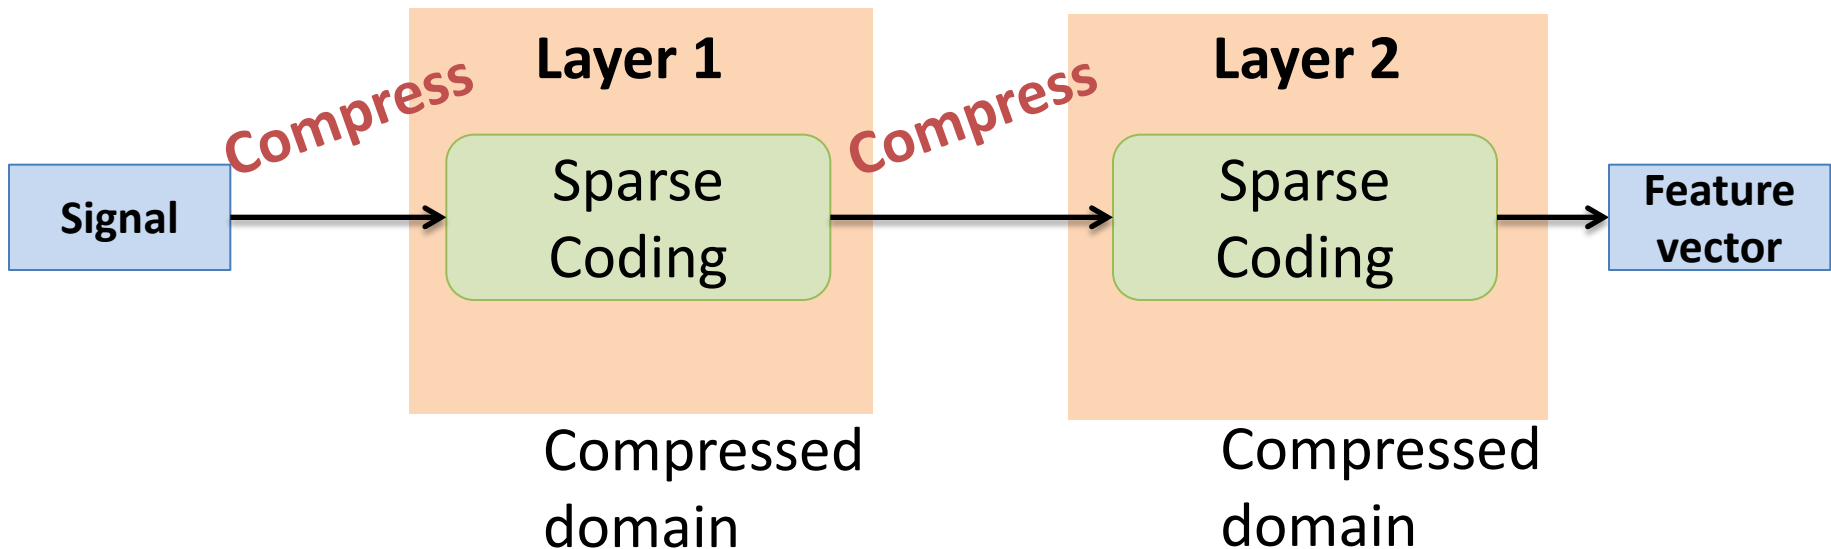 Layer 1
Layer 2
Compress
Compress
Signal
Sparse
Coding
Sparse
Coding
Feature
vector
Compressed
domain
Compressed
domain